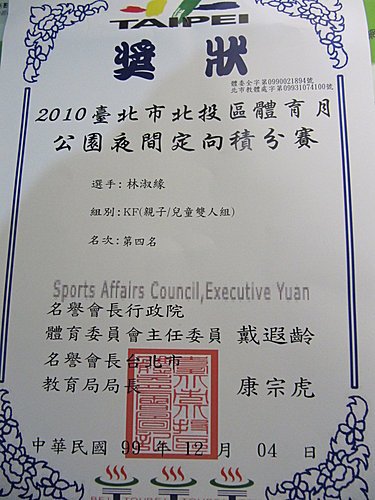 TAIPEI
獎狀
體委全字第0990021894號
北市教體處字第09931074100號
2010臺北市北投區體育月
公園夜間定向積分賽
選手：林淑緣
組別：KF(親子/兒童雙人組)
名次：第四名
Sports Affairs Council,Executive Yuan
名譽會長行政院
體育委員會主任委員 戴遐龄
名譽會長台北市
教育局局長 康宗虎
中華民國 99 年 12 月 04 日